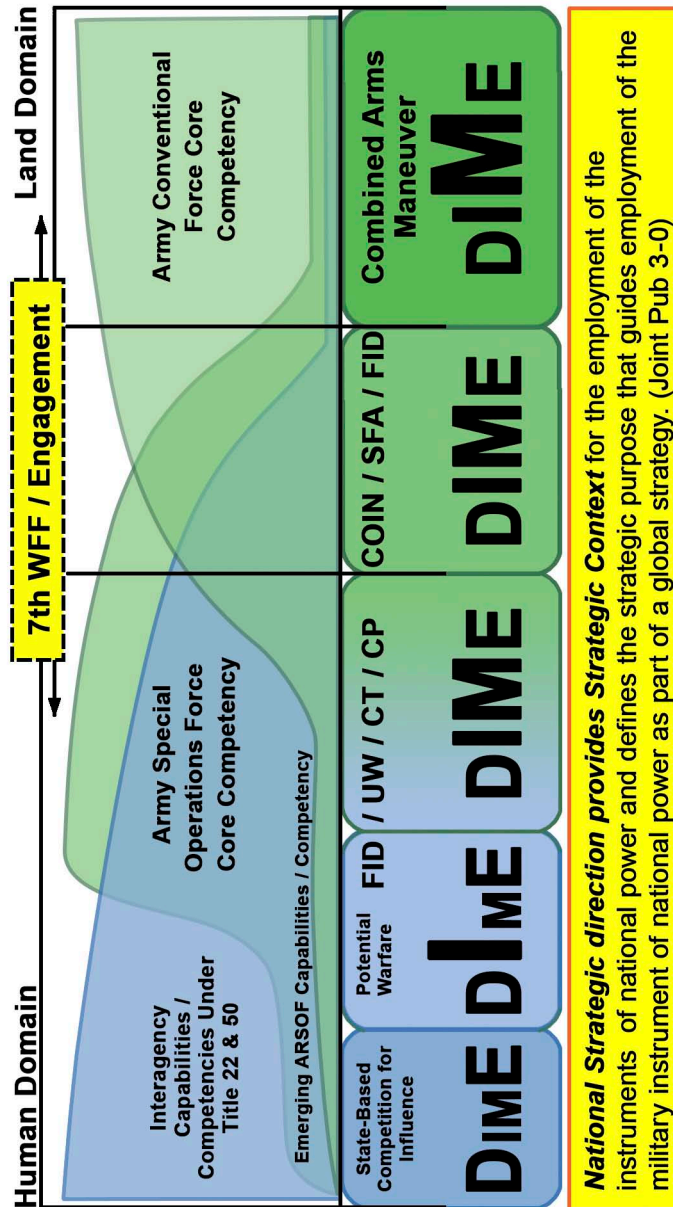 Human Domain
7th WFF / Engagement
Land Domain
Interagency
Capabilities /
Competencies Under
Title 22 & 50
Army Special
Operations Force
Core Competency
Army Conventional
Force Core
Competency
Emerging ARSOF Capabilities / Competency
State-Based
Competition for
Influence
DIME
Potential
Warfare
DIME
FID / UW / CT / CP
DIME
COIN / SFA / FID
DIME
Combined Arms
Maneuver
DIME
National Strategic direction provides Strategic Context for the employment of the
instruments of national power and defines the strategic purpose that guides employment of the
military instrument of national power as part of a global strategy. (Joint Pub 3-0)